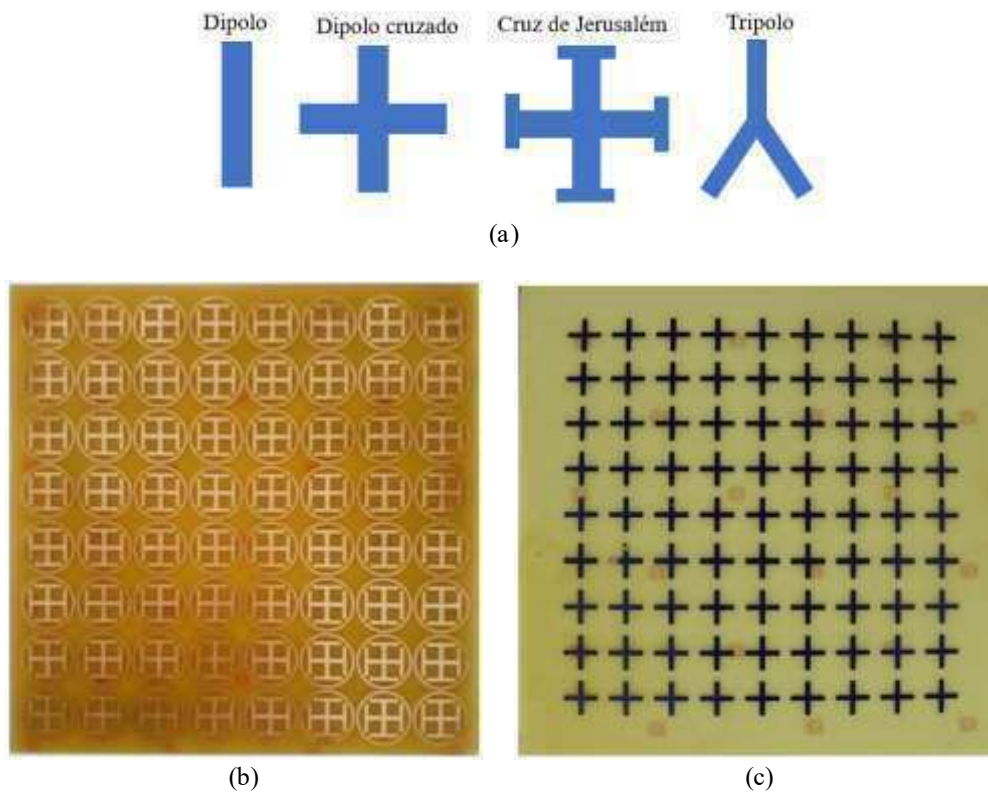 Dipolo
Dipolo cruzado
Cruz de Jerusalém
Tripolo
(a)
(b)
(c)